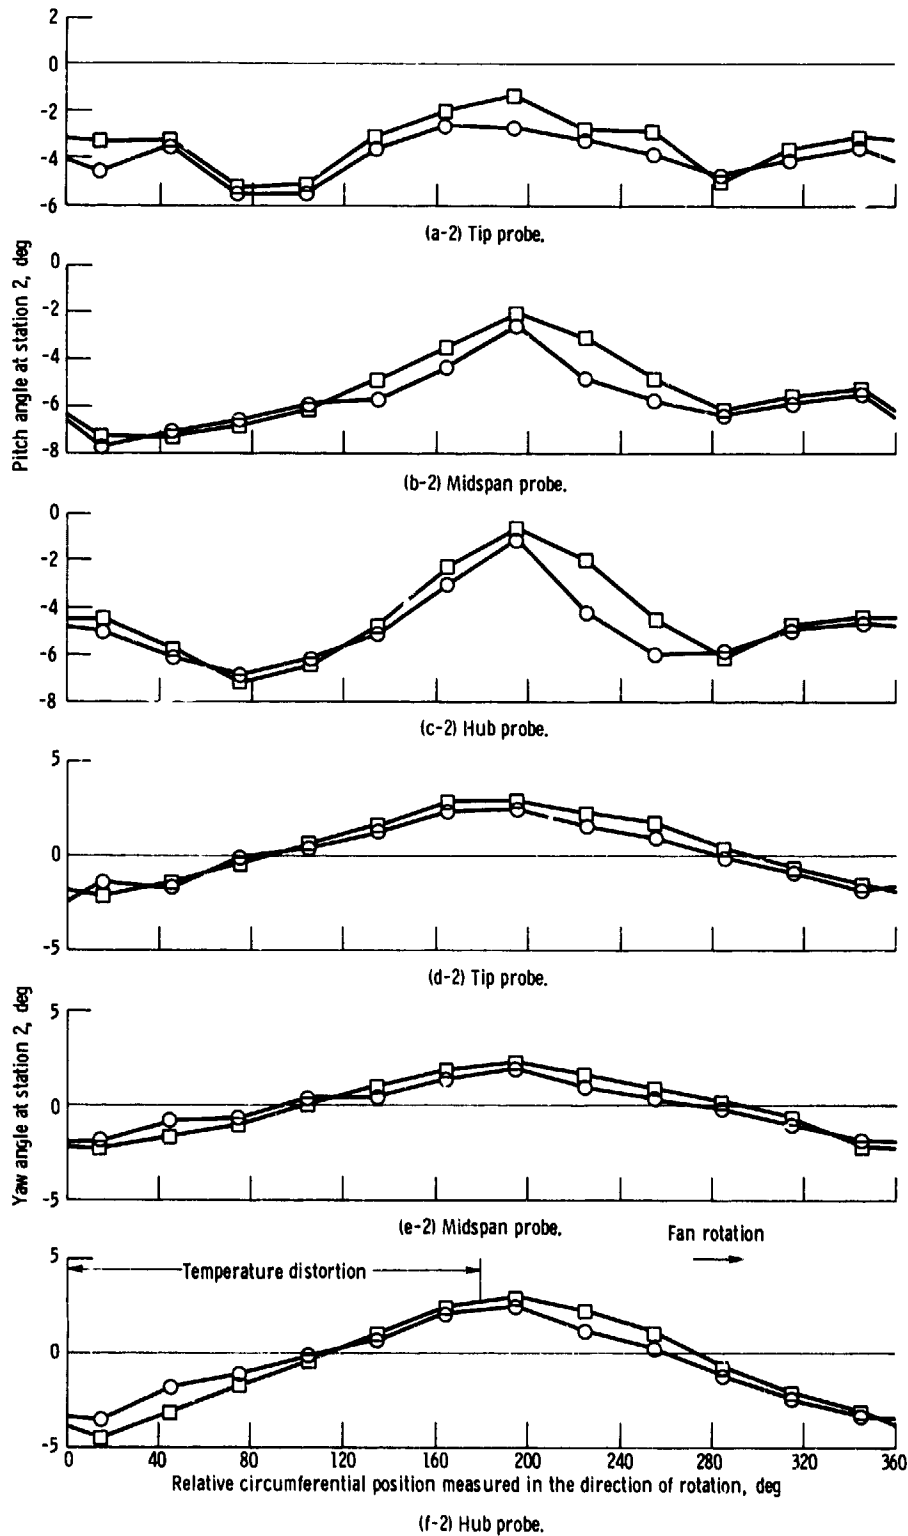 2
0
-2
-4
-6
(a-2) Tip probe.
Pitch angle at station 2, deg
0
-2
-4
-6
-8
(b-2) Midspan probe.
0
-2
-4
-6
-8
(c-2) Hub probe.
5
0
-5
(d-2) Tip probe.
Yaw angle at station 2, deg
5
0
-5
(e-2) Midspan probe.
Fan rotation
5
Temperature distortion
0
-5
0 40 80 120 160 200 240 280 320 360
Relative circumferential position measured in the direction of rotation, deg
(f-2) Hub probe.